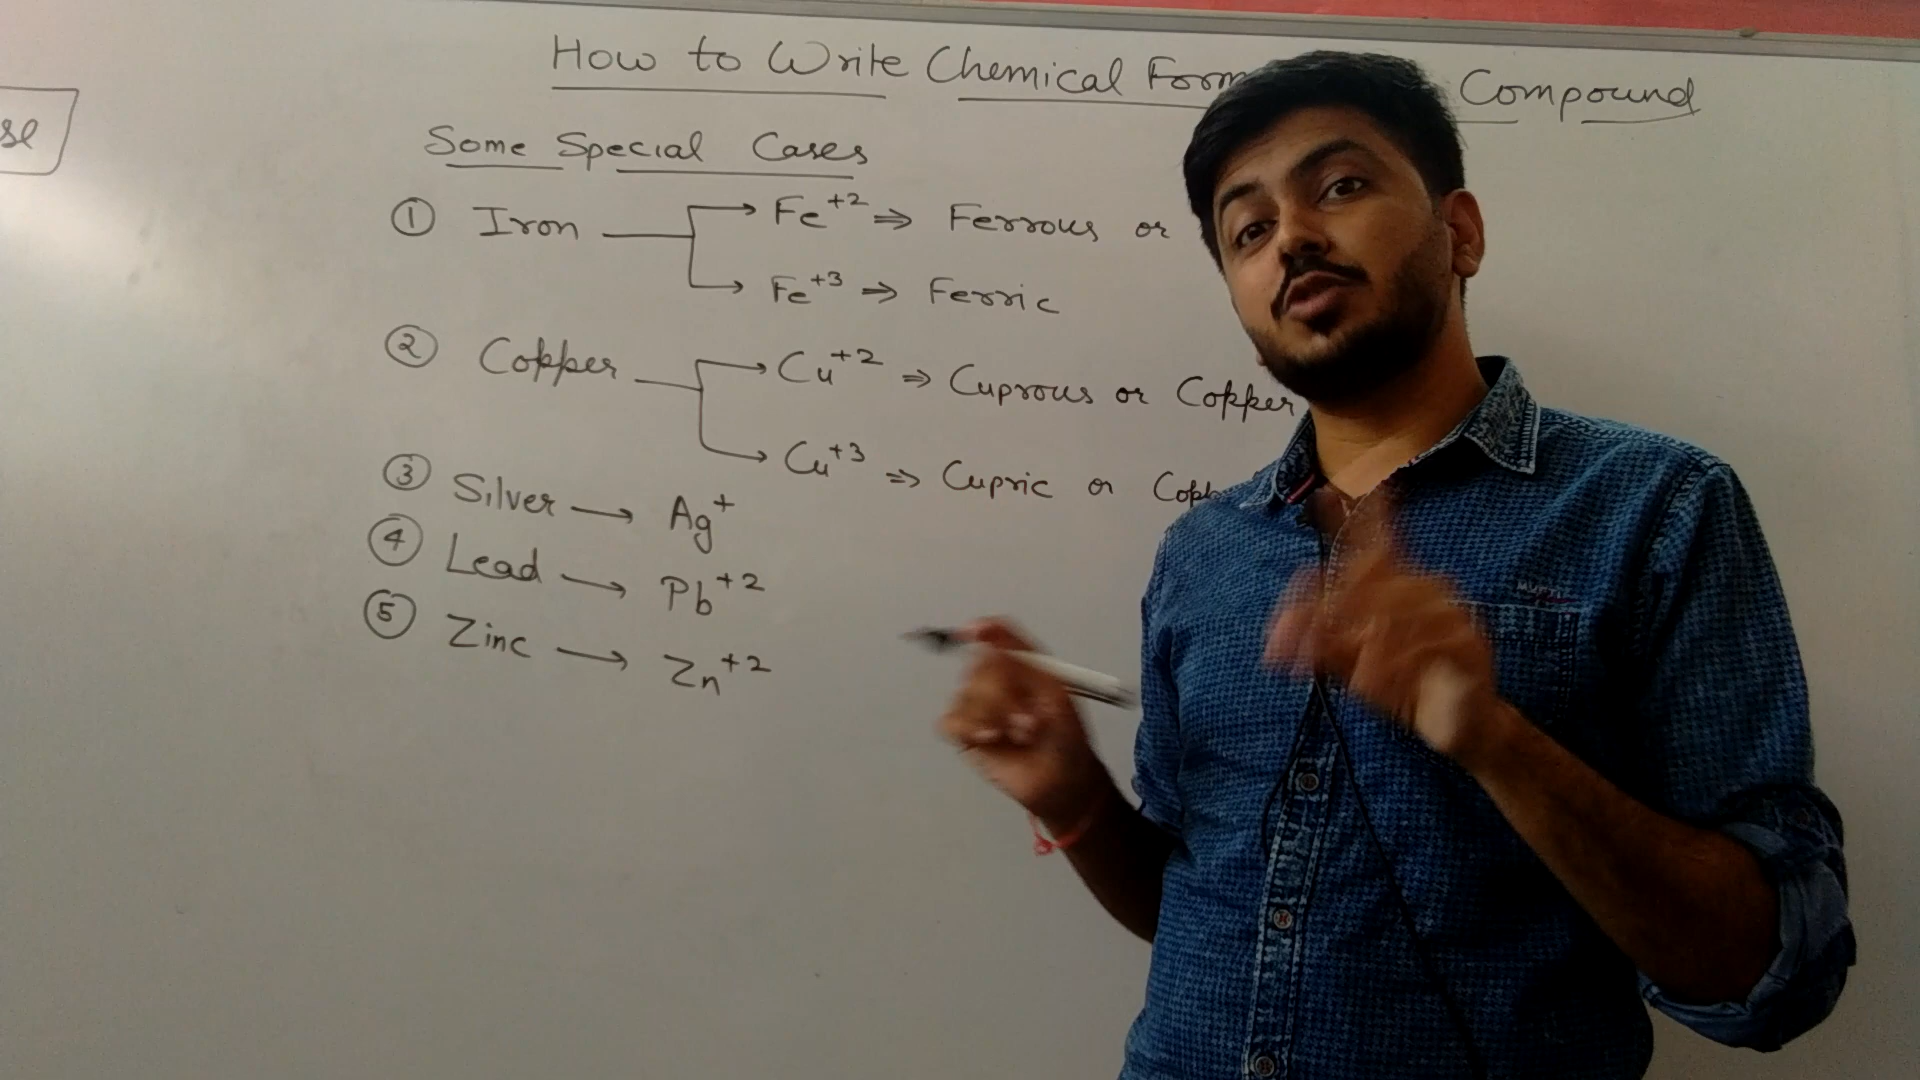 How to Write Chemical Form Compound
se
Some Special Cases
① Iron → Fe⁺² ⇒ Ferrous or
→ Fe⁺³ ⇒ Ferric
② Copper → Cu⁺² ⇒ Cuprous or Copper
→ Cu⁺³ ⇒ Cupric or Copp
③ Silver → Ag⁺
④ Lead → Pb⁺²
⑤ Zinc → Zn⁺²